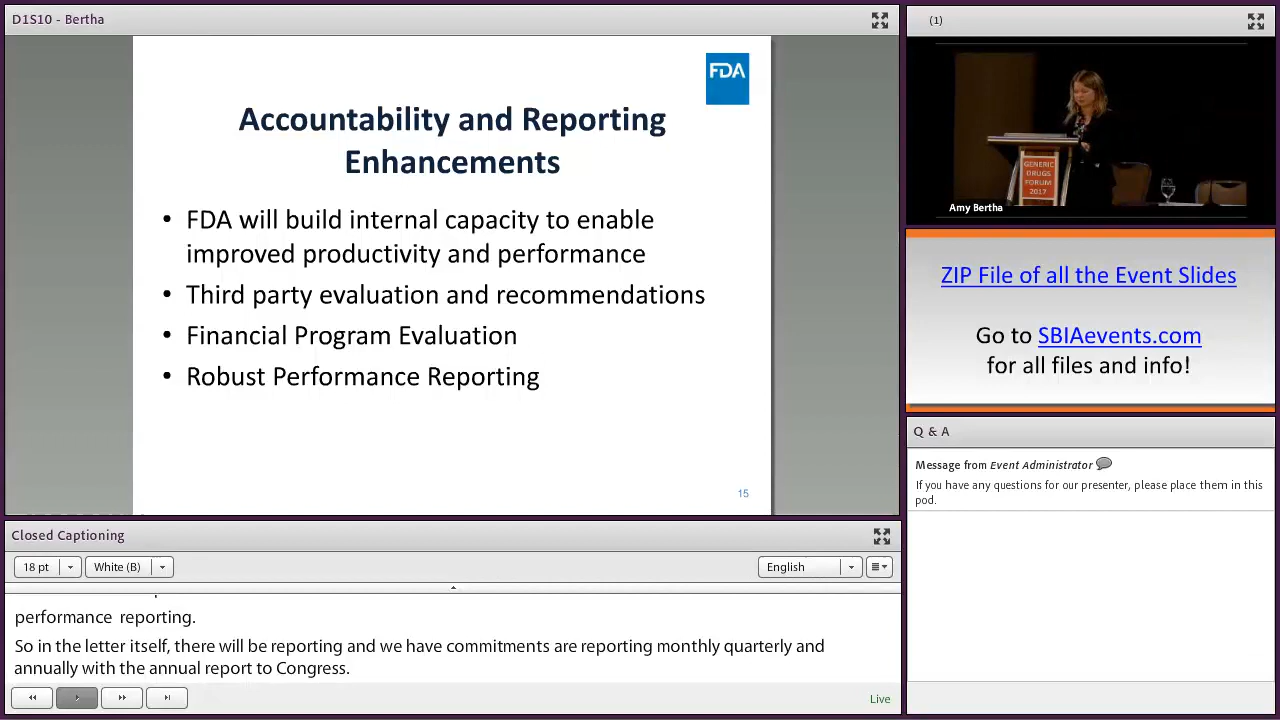 D1S10 - Bertha
FDA
Accountability and Reporting
Enhancements
• FDA will build internal capacity to enable
improved productivity and performance
• Third party evaluation and recommendations
• Financial Program Evaluation
• Robust Performance Reporting
15
(1)
GENERIC
DRUGS
FORUM
2017
Amy Bertha
ZIP File of all the Event Slides
Go to SBIAevents.com
for all files and info!
Q & A
Message from Event Administrator
If you have any questions for our presenter, please place them in this
pod.
Closed Captioning
18 pt
White (B)
English
performance reporting.
So in the letter itself, there will be reporting and we have commitments are reporting monthly quarterly and
annually with the annual report to Congress.
Live